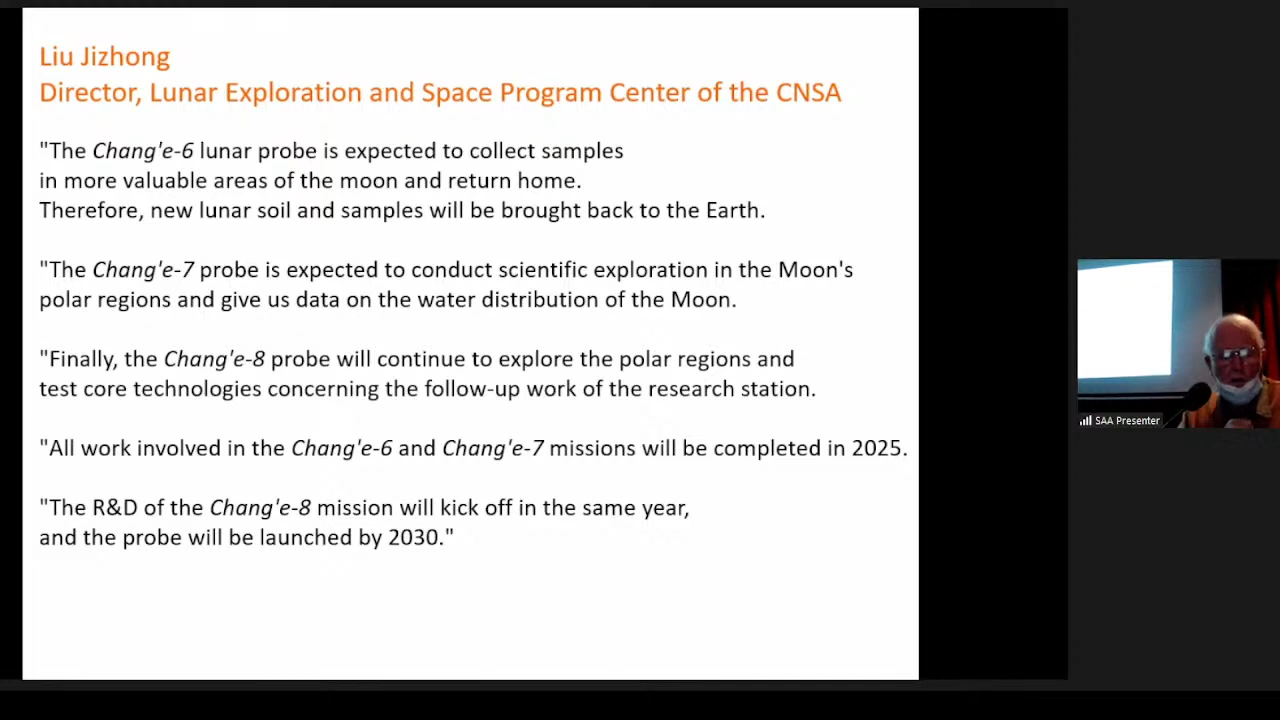 Liu Jizhong
Director, Lunar Exploration and Space Program Center of the CNSA
"The Chang'e-6 lunar probe is expected to collect samples
in more valuable areas of the moon and return home.
Therefore, new lunar soil and samples will be brought back to the Earth.
"The Chang'e-7 probe is expected to conduct scientific exploration in the Moon's
polar regions and give us data on the water distribution of the Moon.
"Finally, the Chang'e-8 probe will continue to explore the polar regions and
test core technologies concerning the follow-up work of the research station.
"All work involved in the Chang'e-6 and Chang'e-7 missions will be completed in 2025.
"The R&D of the Chang'e-8 mission will kick off in the same year,
and the probe will be launched by 2030."
SAA Presenter